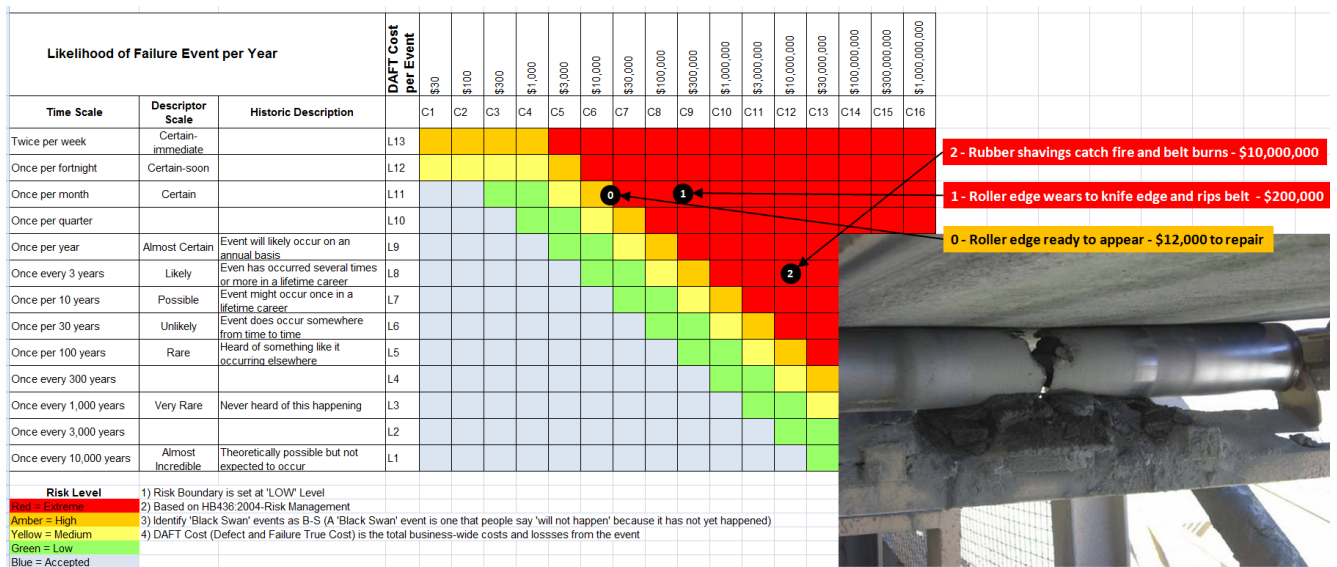 Likelihood of Failure Event per Year
DAFT Cost per Event
$30
$100
$300
$1,000
$3,000
$10,000
$30,000
$100,000
$300,000
$1,000,000
$3,000,000
$10,000,000
$30,000,000
$100,000,000
$300,000,000
$1,000,000,000
Time Scale Descriptor Scale Historic Description C1 C2 C3 C4 C5 C6 C7 C8 C9 C10 C11 C12 C13 C14 C15 C16
Twice per week Certain-immediate L13
Once per fortnight Certain-soon L12
Once per month Certain L11 0 1
Once per quarter L10
Once per year Almost Certain Event will likely occur on an annual basis L9
Once every 3 years Likely Even has occurred several times or more in a lifetime career L8 2
Once per 10 years Possible Event might occur once in a lifetime career L7
Once per 30 years Unlikely Event does occur somewhere from time to time L6
Once per 100 years Rare Heard of something like it occurring elsewhere L5
Once every 300 years L4
Once every 1,000 years Very Rare Never heard of this happening L3
Once every 3,000 years L2
Once every 10,000 years Almost Incredible Theoretically possible but not expected to occur L1
2 - Rubber shavings catch fire and belt burns - $10,000,000
1 - Roller edge wears to knife edge and rips belt - $200,000
0 - Roller edge ready to appear - $12,000 to repair
Risk Level 1) Risk Boundary is set at 'LOW' Level
Red = Extreme 2) Based on HB436:2004-Risk Management
Amber = High 3) Identify 'Black Swan' events as B-S (A 'Black Swan' event is one that people say 'will not happen' because it has not yet happened)
Yellow = Medium 4) DAFT Cost (Defect and Failure True Cost) is the total business-wide costs and lossses from the event
Green = Low
Blue = Accepted